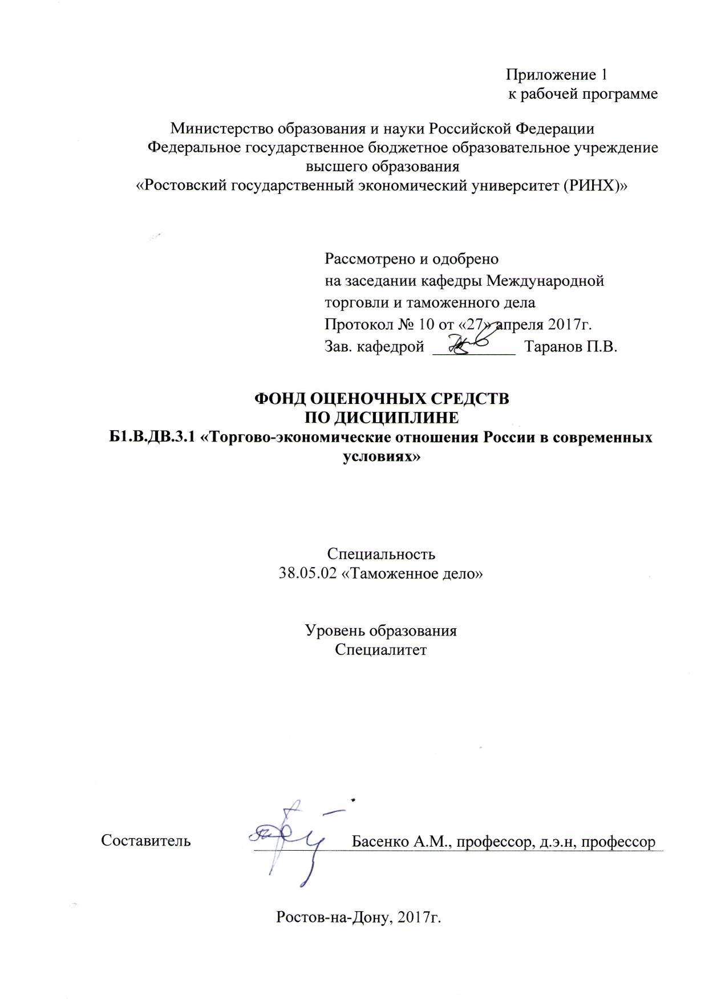 Приложение 1
к рабочей программе
Министерство образования и науки Российской Федерации
Федеральное государственное бюджетное образовательное учреждение
высшего образования
«Ростовский государственный экономический университет (РИНХ)»
Рассмотрено и одобрено
на заседании кафедры Международной
торговли и таможенного дела
Протокол № 10 от «27» апреля 2017г.
Зав. кафедрой __________ Таранов П.В.
ФОНД ОЦЕНОЧНЫХ СРЕДСТВ
ПО ДИСЦИПЛИНЕ
Б1.В.ДВ.3.1 «Торгово-экономические отношения России в современных
условиях»
Специальность
38.05.02 «Таможенное дело»
Уровень образования
Специалитет
Составитель Басенко А.М., профессор, д.э.н, профессор
Ростов-на-Дону, 2017г.